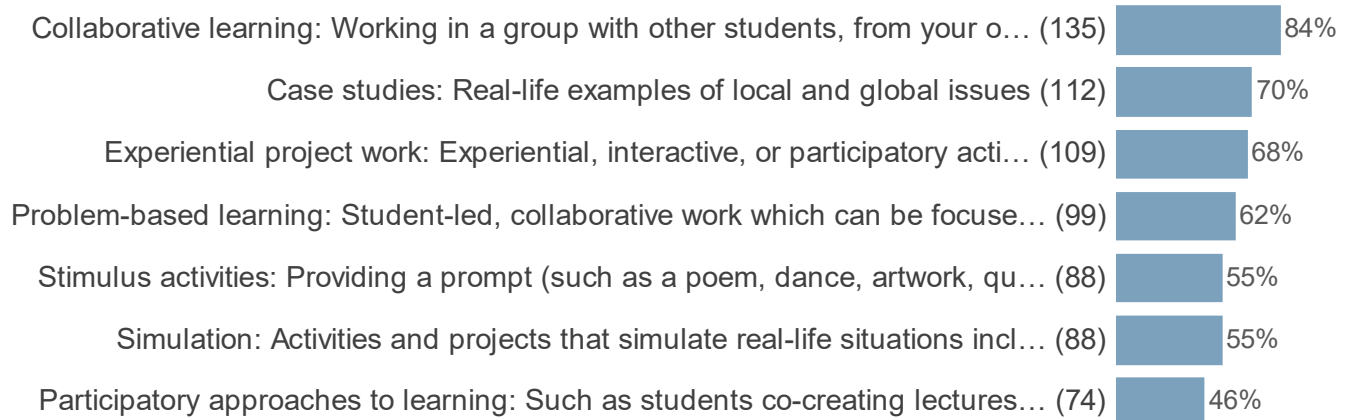 Collaborative learning: Working in a group with other students, from your o… (135) 84%
Case studies: Real-life examples of local and global issues (112) 70%
Experiential project work: Experiential, interactive, or participatory acti… (109) 68%
Problem-based learning: Student-led, collaborative work which can be focuse… (99) 62%
Stimulus activities: Providing a prompt (such as a poem, dance, artwork, qu… (88) 55%
Simulation: Activities and projects that simulate real-life situations incl… (88) 55%
Participatory approaches to learning: Such as students co-creating lectures… (74) 46%